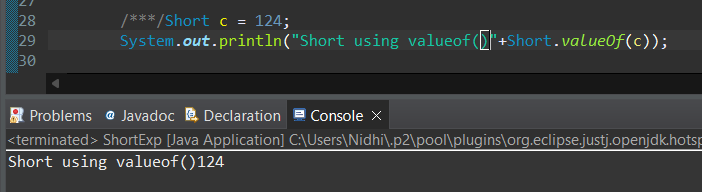 27
28 /***/Short c = 124;
29 System.out.println("Short using valueof()"+Short.valueOf(c));
30
Problems @ Javadoc Declaration Console
<terminated> ShortExp [Java Application] C:\Users\Nidhi\.p2\pool\plugins\org.eclipse.justj.openjdk.hotsp
Short using valueof()124